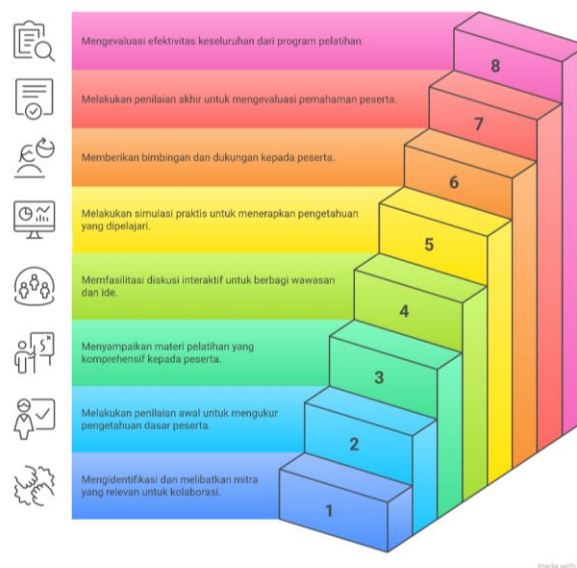 Mengevaluasi efektivitas keseluruhan dari program pelatihan.
8
Melakukan penilaian akhir untuk mengevaluasi pemahaman peserta.
7
Memberikan bimbingan dan dukungan kepada peserta.
6
Melakukan simulasi praktis untuk menerapkan pengetahuan
yang dipelajari.
5
Memfasilitasi diskusi interaktif untuk berbagi wawasan
dan ide.
4
Menyampaikan materi pelatihan yang
komprehensif kepada peserta.
3
Melakukan penilaian awal untuk mengukur
pengetahuan dasar peserta.
2
Mengidentifikasi dan melibatkan mitra
yang relevan untuk kolaborasi.
1
Made with